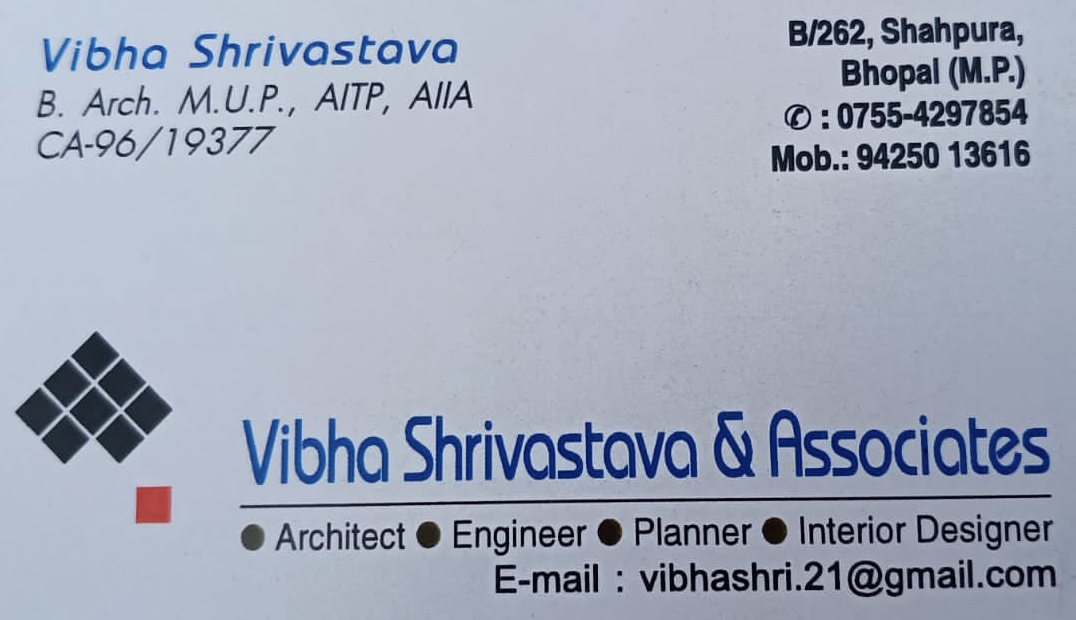 Vibha Shrivastava
B. Arch. M.U.P., AITP, AIIA
CA-96/19377
B/262, Shahpura,
Bhopal (M.P.)
✆ : 0755-4297854
Mob.: 94250 13616
Vibha Shrivastava & Associates
● Architect ● Engineer ● Planner ● Interior Designer
E-mail : vibhashri.21@gmail.com